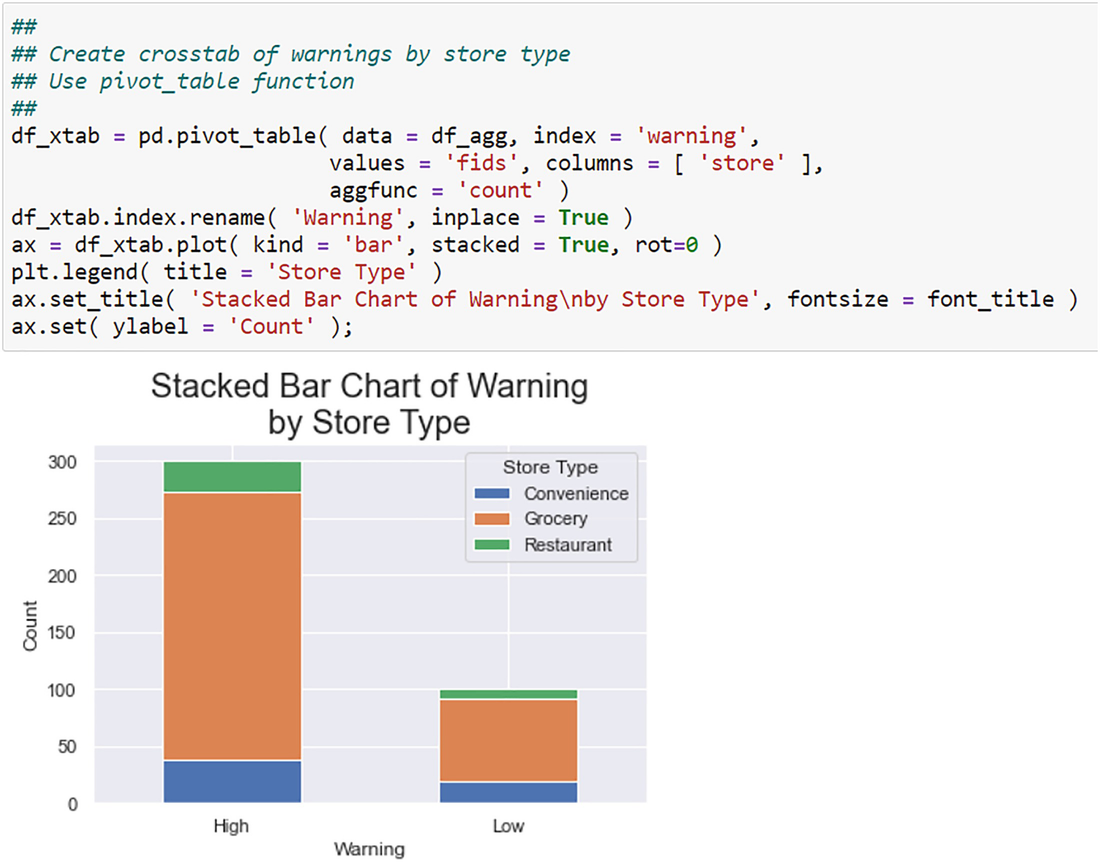 ##
## Create crosstab of warnings by store type
## Use pivot_table function
##
df_xtab = pd.pivot_table( data = df_agg, index = 'warning',
                          values = 'fids', columns = [ 'store' ],
                          aggfunc = 'count' )
df_xtab.index.rename( 'Warning', inplace = True )
ax = df_xtab.plot( kind = 'bar', stacked = True, rot=0 )
plt.legend( title = 'Store Type' )
ax.set_title( 'Stacked Bar Chart of Warning\nby Store Type', fontsize = font_title )
ax.set( ylabel = 'Count' );
Stacked Bar Chart of Warning
by Store Type
Store Type
Convenience
Grocery
Restaurant
300
250
200
150
100
50
0
Count
High
Low
Warning